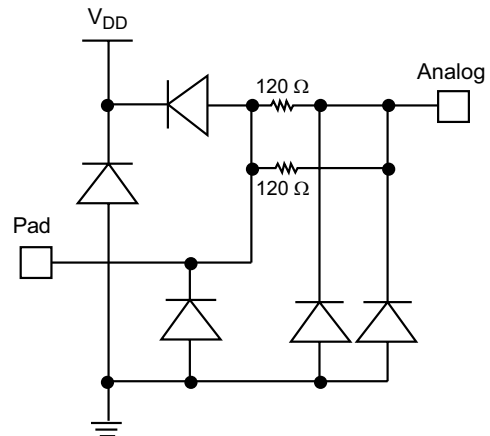 VDD
120 Ω
Analog
120 Ω
Pad